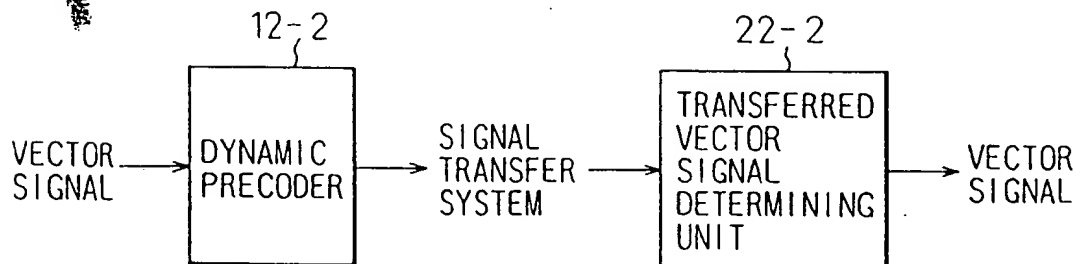 12-2
22-2
VECTOR
SIGNAL
DYNAMIC
PRECODER
SIGNAL
TRANSFER
SYSTEM
TRANSFERRED
VECTOR
SIGNAL
DETERMINING
UNIT
VECTOR
SIGNAL